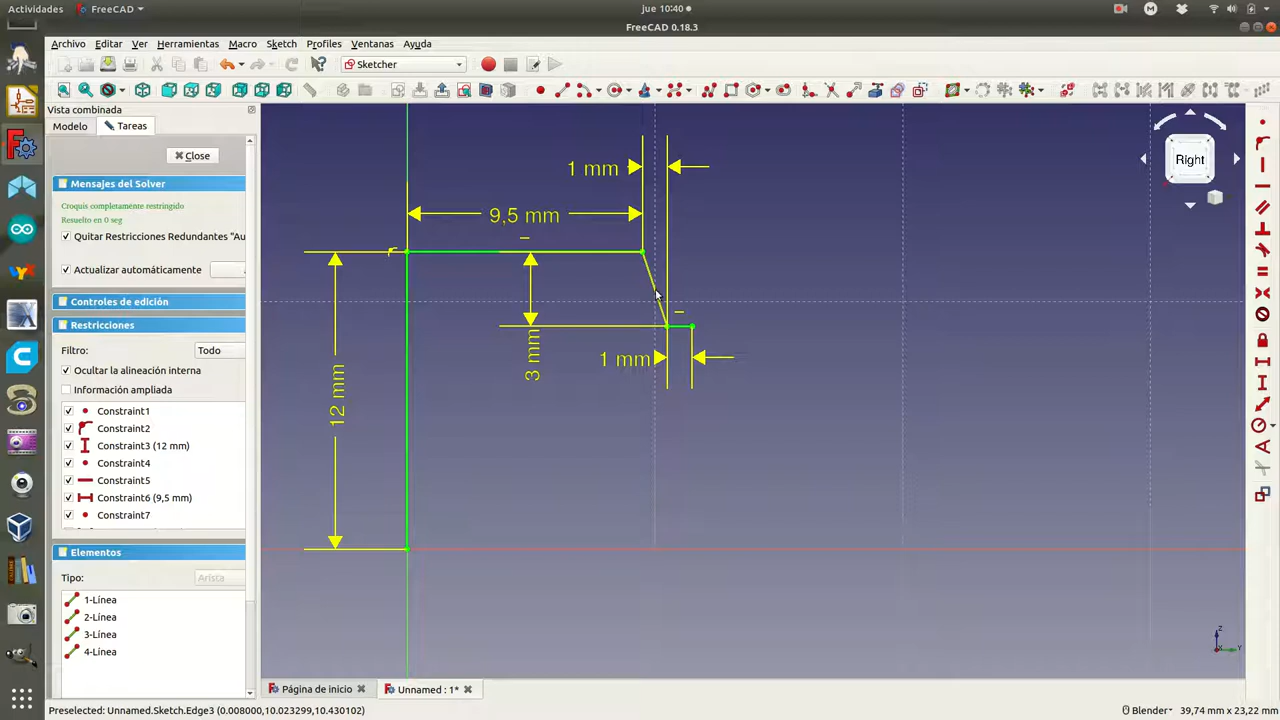 Actividades
FreeCAD
jue 10:40
FreeCAD 0.18.3
Archivo Editar Ver Herramientas Macro Sketch Profiles Ventanas Ayuda
Sketcher
Vista combinada
Modelo Tareas
Close
Mensajes del Solver
Croquis completamente restringido
Resuelto en 0 seg
Quitar Restricciones Redundantes "Au
Actualizar automáticamente
Controles de edición
Restricciones
Filtro: Todo
Ocultar la alineación interna
Información ampliada
Constraint1
Constraint2
Constraint3 (12 mm)
Constraint4
Constraint5
Constraint6 (9,5 mm)
Constraint7
Elementos
Tipo: Arista
1-Línea
2-Línea
3-Línea
4-Línea
1 mm
9,5 mm
3 mm
1 mm
12 mm
Right
Z
Y
Página de inicio
Unnamed : 1*
Preselected: Unnamed.Sketch.Edge3 (0.008000,10.023299,10.430102)
Blender
39,74 mm x 23,22 mm